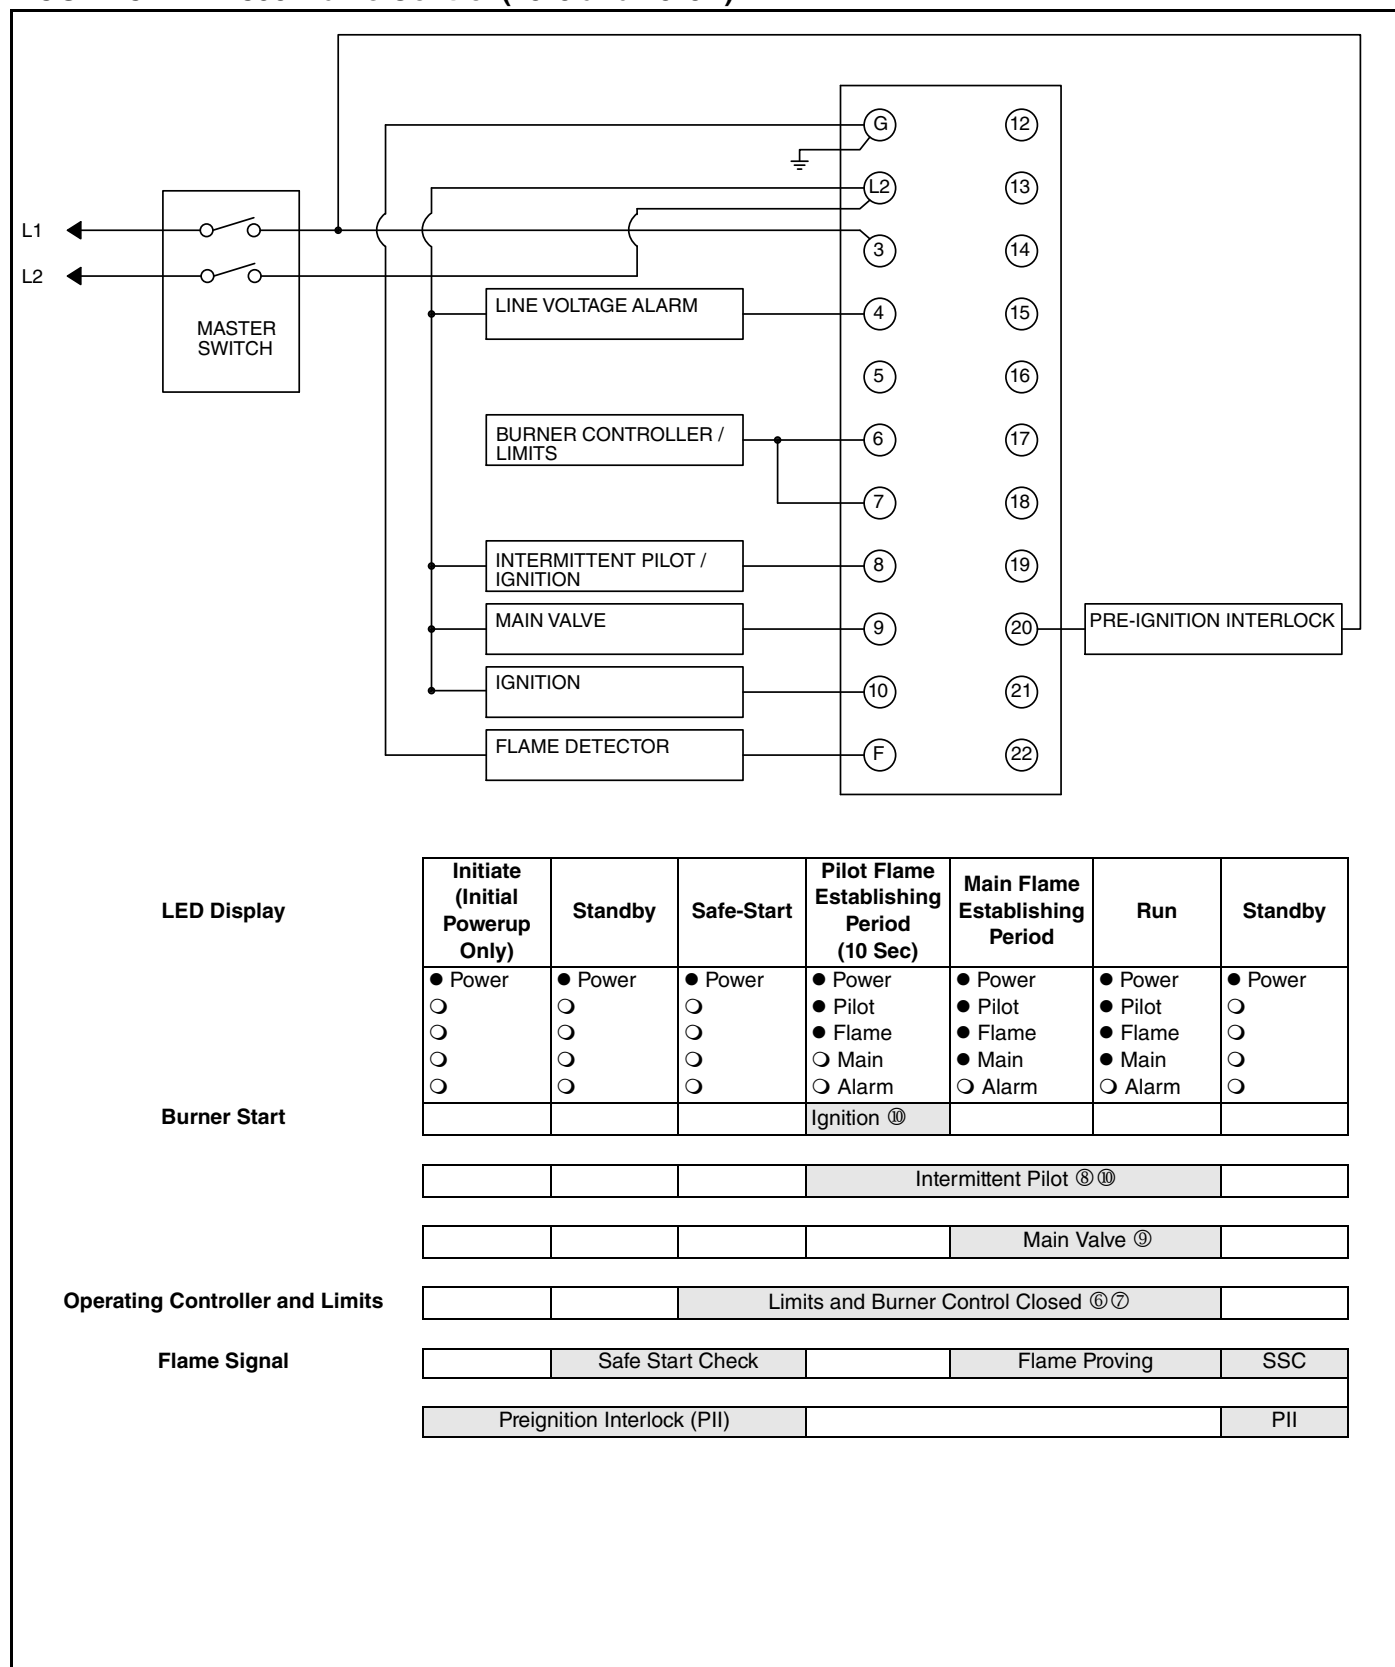 G
12
L2
13
L1
3
14
L2
LINE VOLTAGE ALARM
4
15
MASTER
SWITCH
5
16
BURNER CONTROLLER /
LIMITS
6
17
7
18
INTERMITTENT PILOT /
IGNITION
8
19
MAIN VALVE
9
20
PRE-IGNITION INTERLOCK
IGNITION
10
21
FLAME DETECTOR
F
22
LED Display
Initiate
(Initial
Powerup
Only)
Standby
Safe-Start
Pilot Flame
Establishing
Period
(10 Sec)
Main Flame
Establishing
Period
Run
Standby
● Power ● Power ● Power ● Power ● Power ● Power ● Power
❍ ❍ ❍ ● Pilot ● Pilot ● Pilot ❍
❍ ❍ ❍ ● Flame ● Flame ● Flame ❍
❍ ❍ ❍ ❍ Main ● Main ● Main ❍
❍ ❍ ❍ ❍ Alarm ❍ Alarm ❍ Alarm ❍
Burner Start Ignition ⑩
Intermittent Pilot ⑧⑩
Main Valve ⑨
Operating Controller and Limits Limits and Burner Control Closed ⑥⑦
Flame Signal Safe Start Check Flame Proving SSC
Preignition Interlock (PII) PII